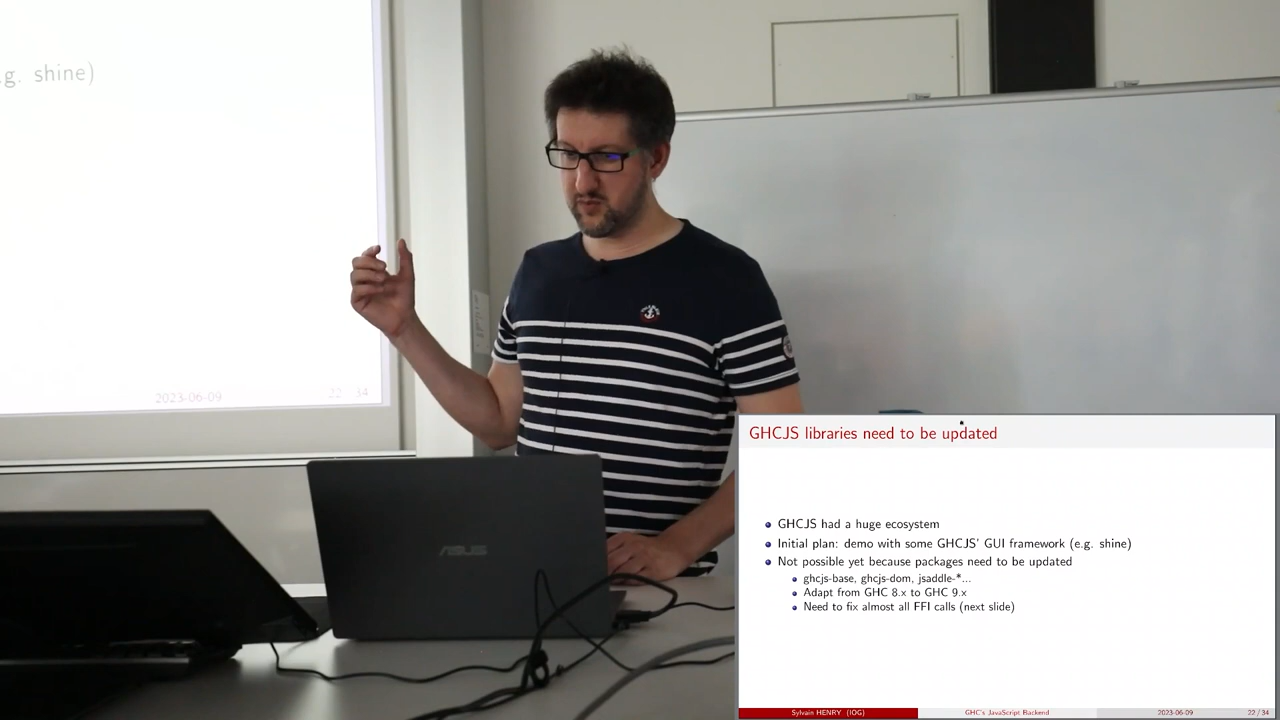 .g. shine)
2023-06-09 22 34
ASUS
GHCJS libraries need to be updated
GHCJS had a huge ecosystem
Initial plan: demo with some GHCJS' GUI framework (e.g. shine)
Not possible yet because packages need to be updated
ghcjs-base, ghcjs-dom, jsaddle-*...
Adapt from GHC 8.x to GHC 9.x
Need to fix almost all FFI calls (next slide)
Sylvain HENRY (IOG) GHC's JavaScript Backend 2023-06-09 22 / 34